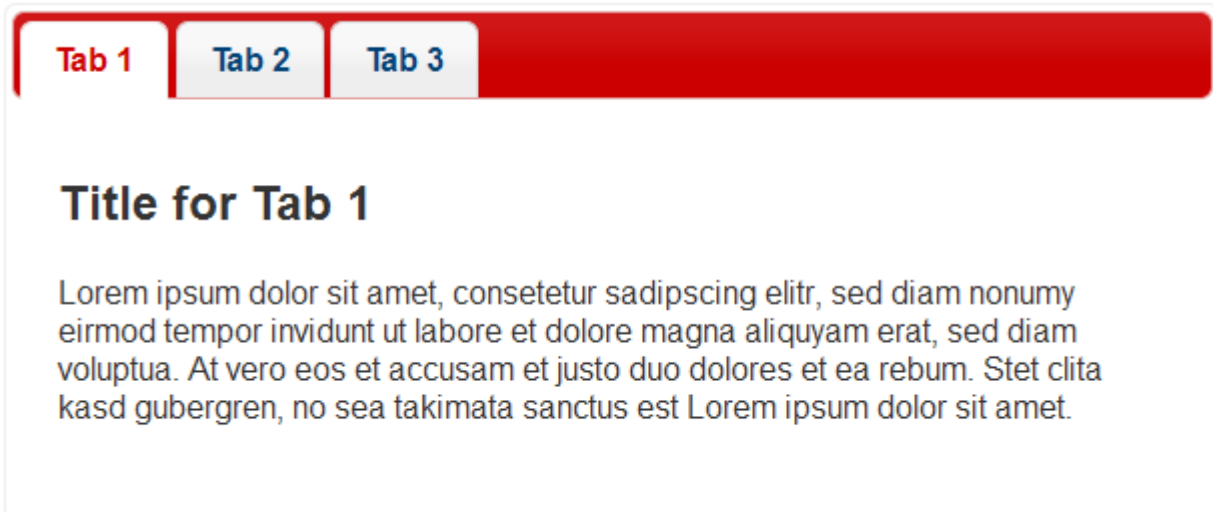 Tab 1 Tab 2 Tab 3
Title for Tab 1
Lorem ipsum dolor sit amet, consetetur sadipscing elitr, sed diam nonumy
eirmod tempor invidunt ut labore et dolore magna aliquyam erat, sed diam
voluptua. At vero eos et accusam et justo duo dolores et ea rebum. Stet clita
kasd gubergren, no sea takimata sanctus est Lorem ipsum dolor sit amet.